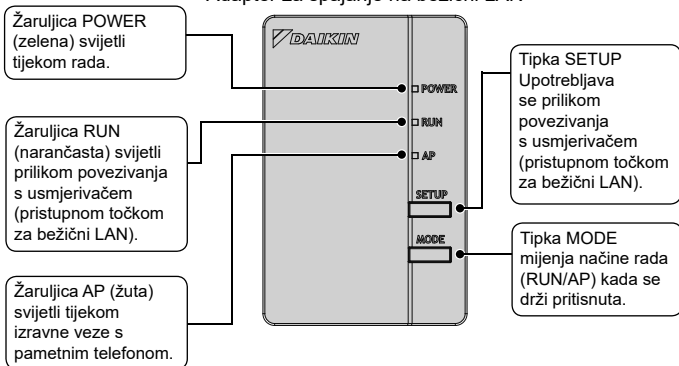 Adapter za spajanje na bežični LAN
Žaruljica POWER
(zelena) svijetli
tijekom rada.
Žaruljica RUN
(narančasta) svijetli
prilikom povezivanja
s usmjerivačem
(pristupnom točkom
za bežični LAN).
Žaruljica AP (žuta)
svijetli tijekom
izravne veze s
pametnim telefonom.
DAIKIN
POWER
RUN
AP
SETUP
MODE
Tipka SETUP
Upotrebljava
se prilikom
povezivanja
s usmjerivačem
(pristupnom točkom
za bežični LAN).
Tipka MODE
mijenja načine rada
(RUN/AP) kada se
drži pritisnuta.